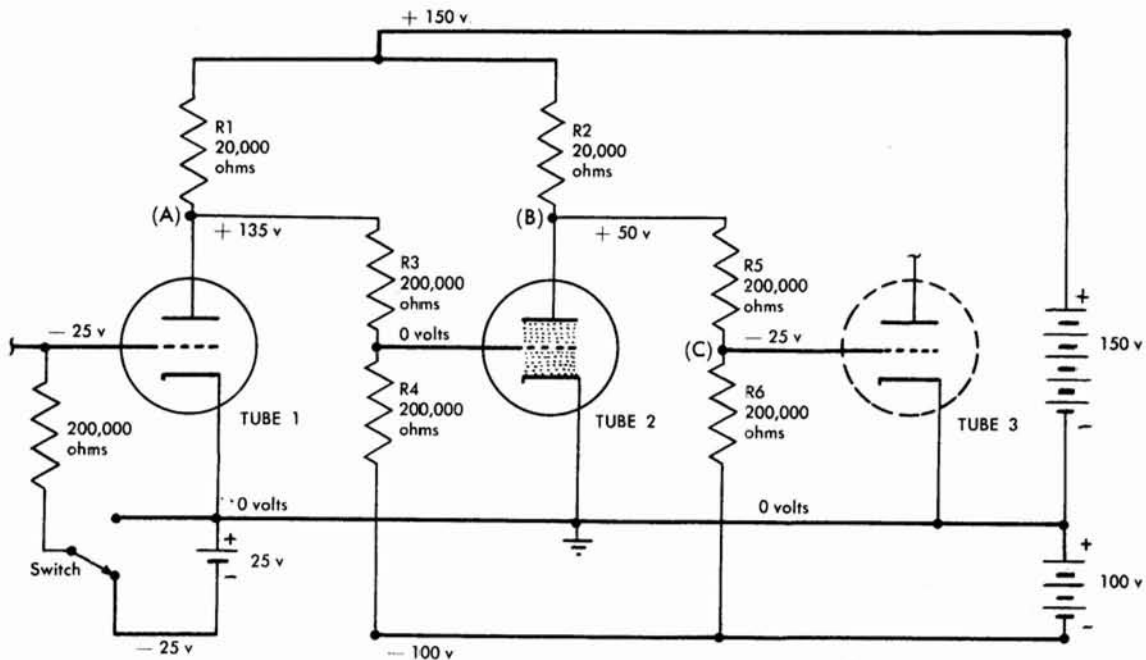 + 150 v
R1
20,000
ohms
R2
20,000
ohms
(A)
+ 135 v
(B)
+ 50 v
R3
200,000
ohms
R5
200,000
ohms
− 25 v
0 volts
(C)
− 25 v
+
150 v
−
TUBE 1
R4
200,000
ohms
TUBE 2
R6
200,000
ohms
TUBE 3
200,000
ohms
0 volts
0 volts
+
25 v
−
Switch
+
100 v
−
− 25 v
− 100 v